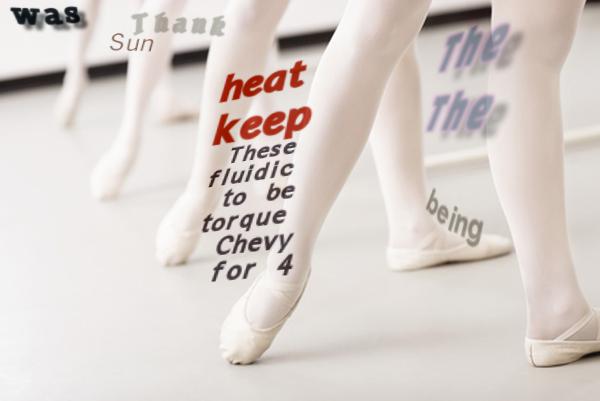 was
Thank
Sun
heat
keep
These
fluidic
to be
torque
Chevy
for 4
The
The
being